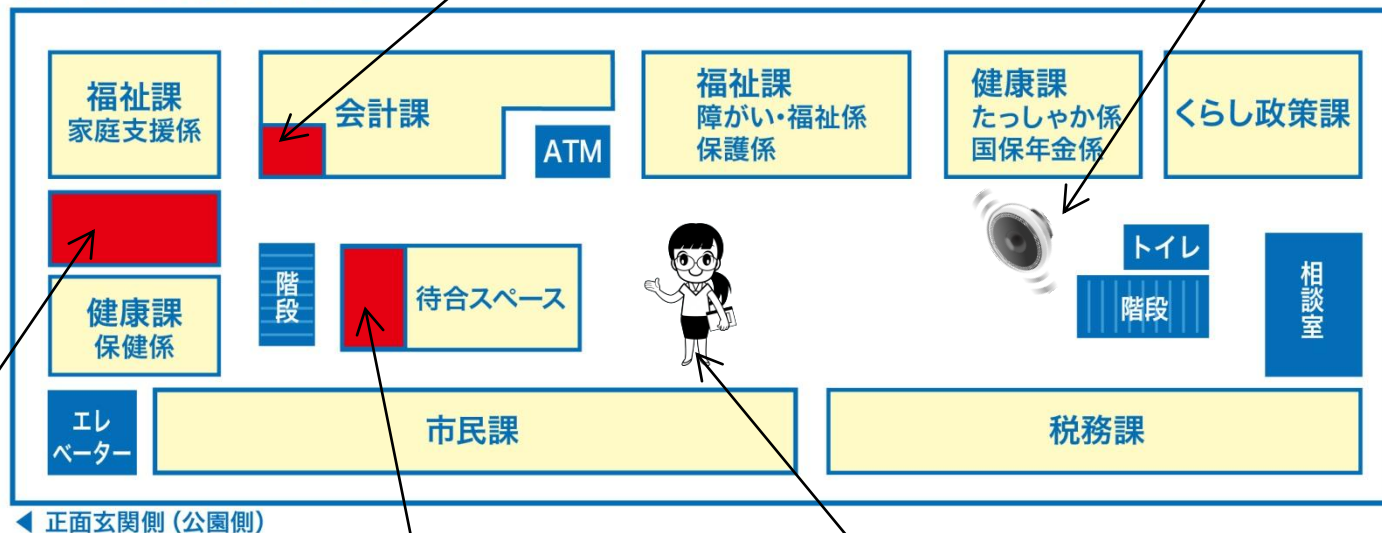 福祉課
家庭支援係
会計課
ATM
福祉課
障がい・福祉係
保護係
健康課
たっしゃか係
国保年金係
くらし政策課
階段
待合スペース
トイレ
階段
相談室
健康課
保健係
エレ
ベーター
市民課
税務課
◀ 正面玄関側（公園側）